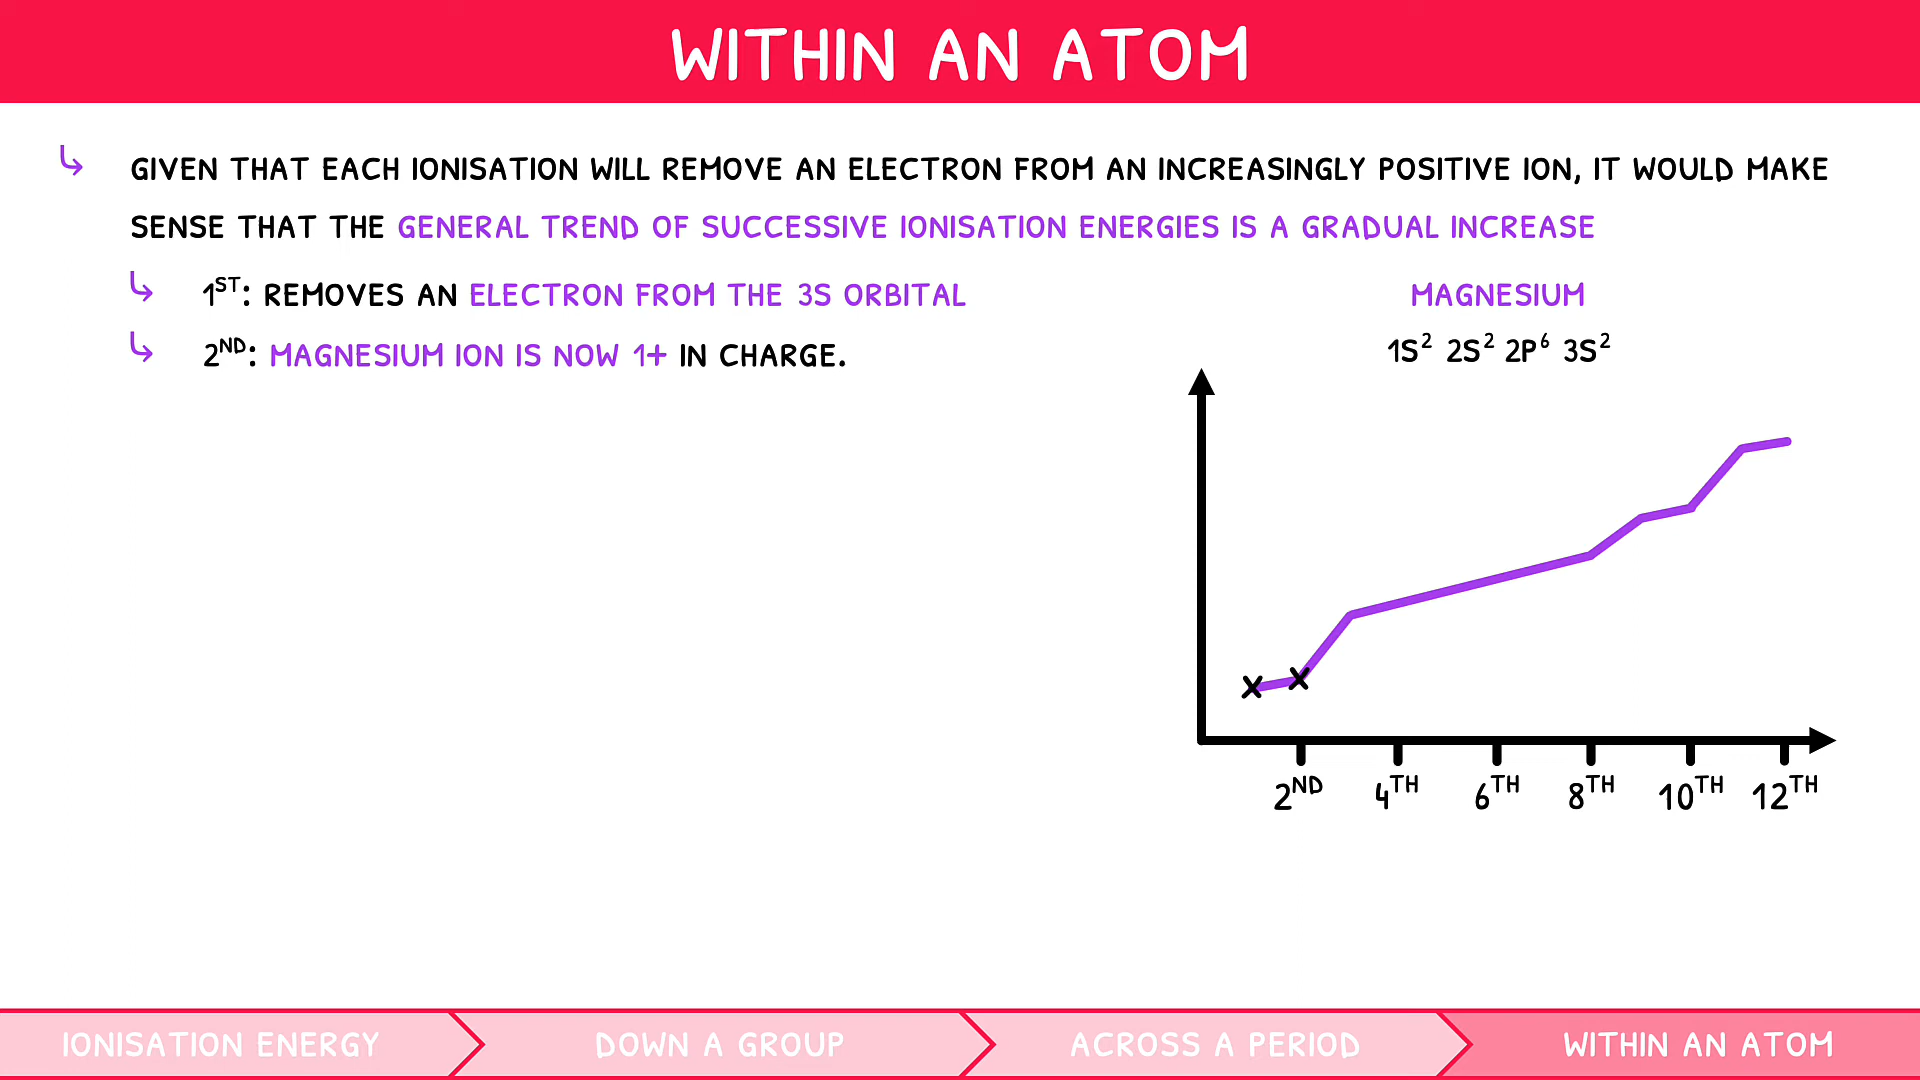 WITHIN AN ATOM
GIVEN THAT EACH IONISATION WILL REMOVE AN ELECTRON FROM AN INCREASINGLY POSITIVE ION, IT WOULD MAKE
SENSE THAT THE GENERAL TREND OF SUCCESSIVE IONISATION ENERGIES IS A GRADUAL INCREASE
1ST: REMOVES AN ELECTRON FROM THE 3S ORBITAL
2ND: MAGNESIUM ION IS NOW 1+ IN CHARGE.
MAGNESIUM
1S² 2S² 2P⁶ 3S²
2ND 4TH 6TH 8TH 10TH 12TH
IONISATION ENERGY DOWN A GROUP ACROSS A PERIOD WITHIN AN ATOM